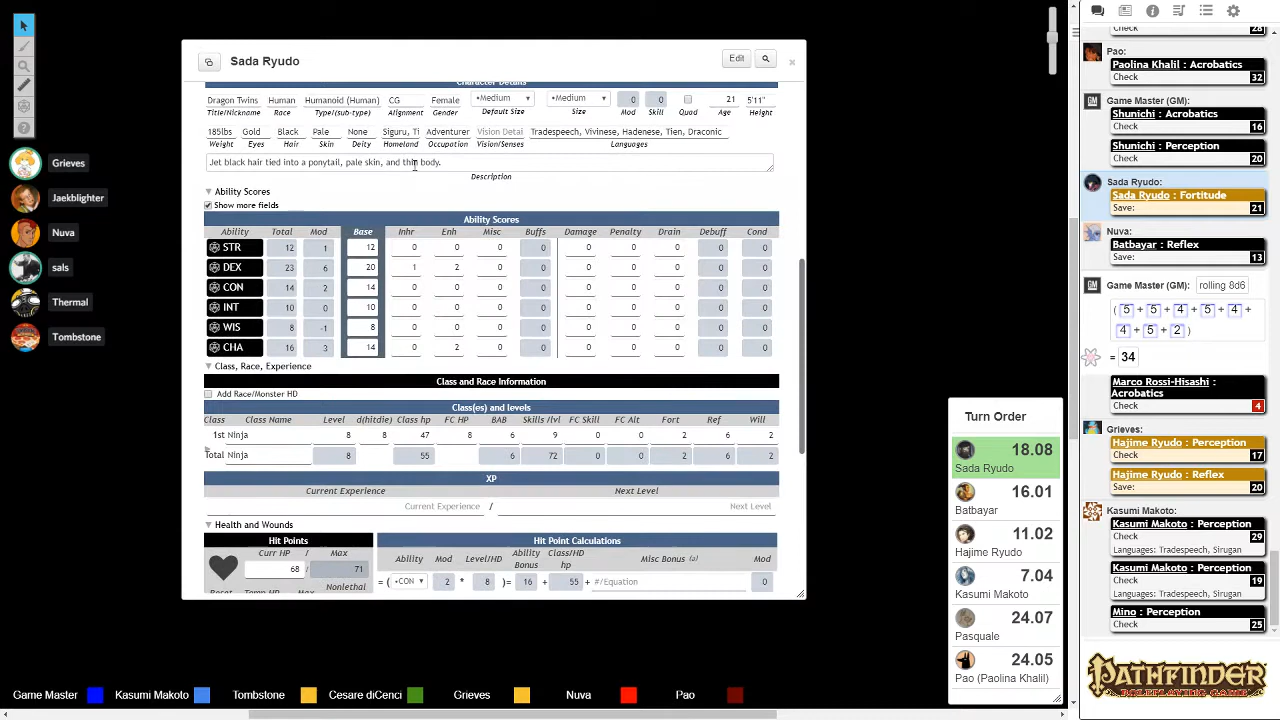 Grieves
Jaekblighter
Nuva
sals
Thermal
Tombstone
Sada Ryudo
Edit
Character Details
Dragon Twins Human Humanoid (Human) CG Female •Medium •Medium 0 0 21 5'11"
Title/Nickname Race Type(sub-type) Alignment Gender Default Size Size Mod Skill Quad Age Height
185lbs Gold Black Pale None Siguru, Ti Adventurer Vision Detai Tradespeech, Vivinese, Hadenese, Tien, Draconic
Weight Eyes Hair Skin Deity Homeland Occupation Vision/Senses Languages
Jet black hair tied into a ponytail, pale skin, and thin body.
Description
Ability Scores
Show more fields
Ability Scores
Ability Total Mod Base Inhr Enh Misc Buffs Damage Penalty Drain Debuff Cond
STR 12 1 12 0 0 0 0 0 0 0 0 0
DEX 23 6 20 1 2 0 0 0 0 0 0 0
CON 14 2 14 0 0 0 0 0 0 0 0 0
INT 10 0 10 0 0 0 0 0 0 0 0 0
WIS 8 -1 8 0 0 0 0 0 0 0 0 0
CHA 16 3 14 0 2 0 0 0 0 0 0 0
Class, Race, Experience
Class and Race Information
Add Race/Monster HD
Class(es) and levels
Class Class Name Level d(hitdie) Class hp FC HP BAB Skills /lvl FC Skill FC Alt Fort Ref Will
1st Ninja 8 8 47 8 6 9 0 0 2 6 2
Total Ninja 8 55 6 72 0 0 2 6 2
XP
Current Experience Next Level
Current Experience / Next Level
Health and Wounds
Hit Points Hit Point Calculations
Curr HP / Max
68 / 71
Nonlethal
Ability Mod Level/HD Ability Bonus Class/HD hp Misc Bonus (a) Mod
= ( •CON 2 * 8 )= 16 + 55 + #/Equation 0
Turn Order
18.08
Sada Ryudo
16.01
Batbayar
11.02
Hajime Ryudo
7.04
Kasumi Makoto
24.07
Pasquale
24.05
Pao (Paolina Khalil)
Game Master Kasumi Makoto Tombstone Cesare diCenci Grieves Nuva Pao
Check 28
Pao:
Paolina Khalil : Acrobatics
Check 32
Game Master (GM):
Shunichi : Acrobatics
Check 16
Shunichi : Perception
Check 17
Sada Ryudo:
Sada Ryudo : Fortitude
Save: 21
Nuva:
Batbayar : Reflex
Save: 13
Game Master (GM): rolling 8d6
( 5 + 5 + 4 + 5 + 4 +
4 + 5 + 2 )
= 34
Marco Rossi-Hisashi :
Acrobatics
Check 4
Grieves:
Hajime Ryudo : Perception
Check 17
Hajime Ryudo : Reflex
Save: 20
Kasumi Makoto:
Kasumi Makoto : Perception
Check 29
Languages: Tradespeech, Sirugan
Kasumi Makoto : Perception
Check 19
Languages: Tradespeech, Sirugan
Mino : Perception
Check 25
PATHFINDER
ROLEPLAYING GAME